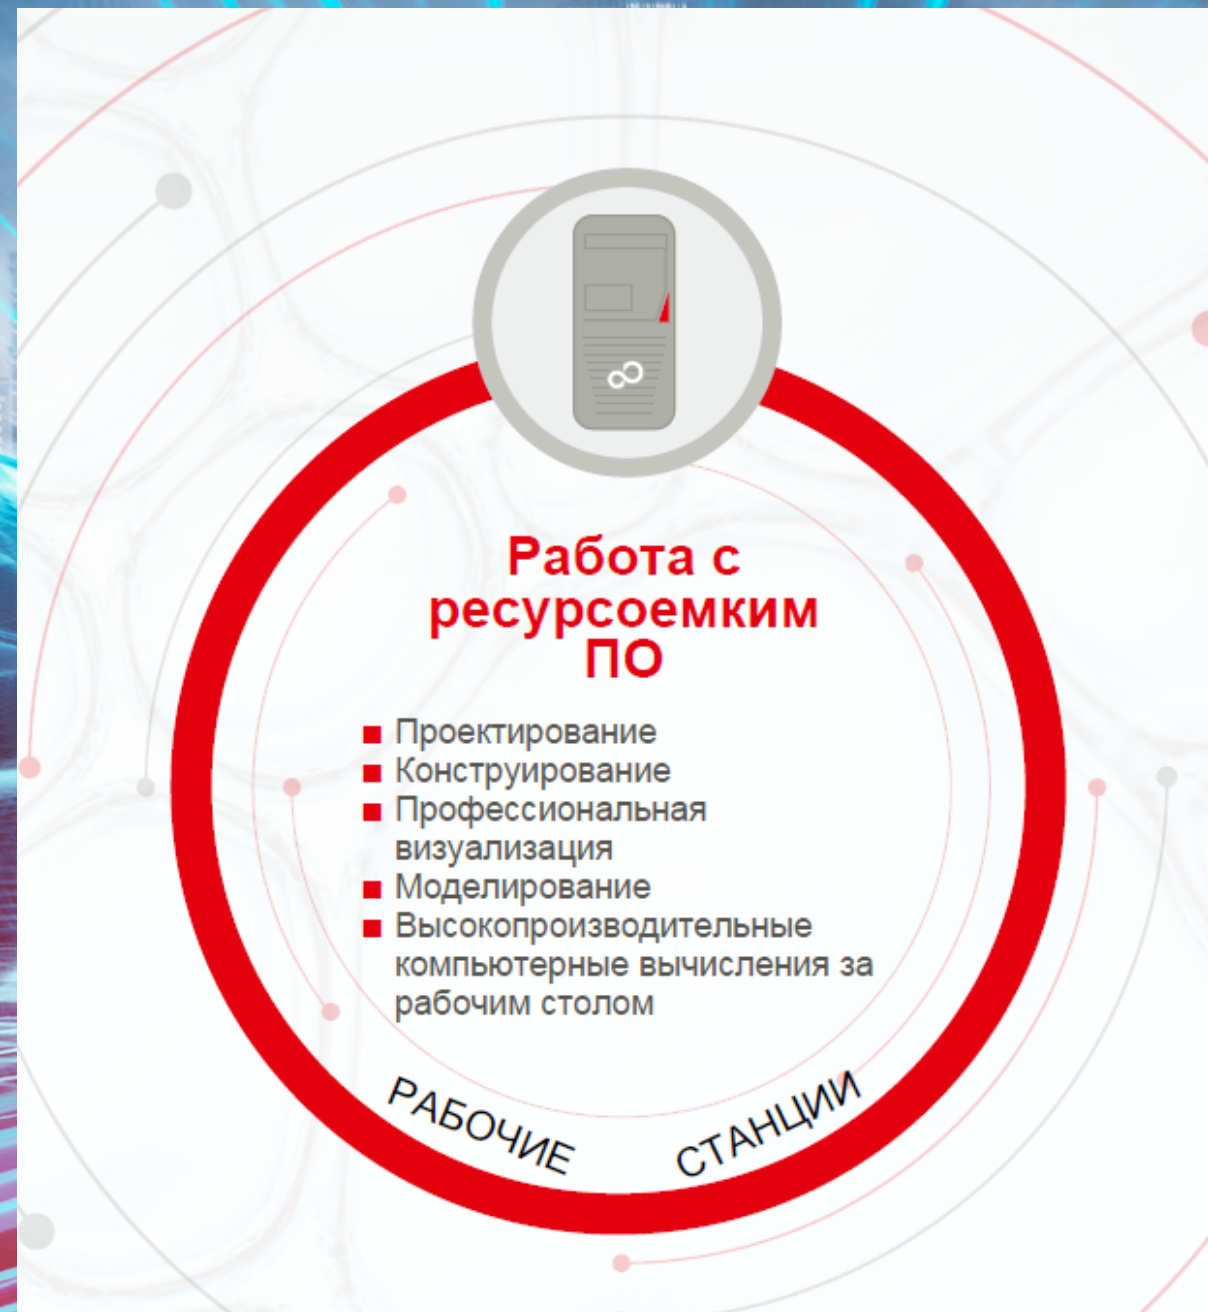 Работа с
ресурсоемким
ПО
Проектирование
Конструирование
Профессиональная
визуализация
Моделирование
Высокопроизводительные
компьютерные вычисления за
рабочим столом
РАБОЧИЕ СТАНЦИИ